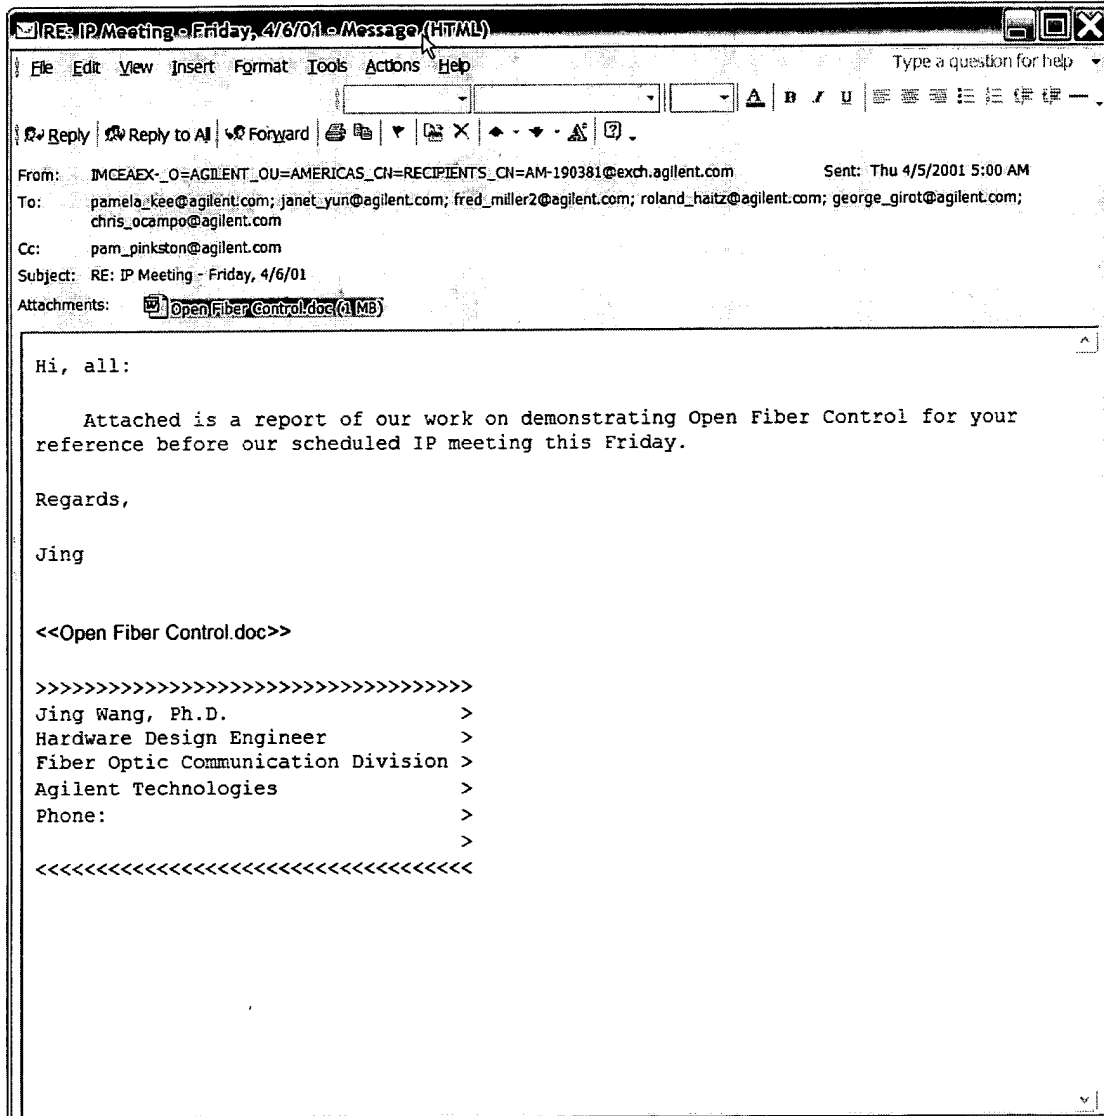 RE: IP Meeting - Friday, 4/6/01 - Message (HTML)
File Edit View Insert Format Tools Actions Help Type a question for help
A B I U
Reply Reply to All Forward
From: IMCEAEX-_O=AGILENT_OU=AMERICAS_CN=RECIPIENTS_CN=AM-190381@exch.agilent.com Sent: Thu 4/5/2001 5:00 AM
To: pamela_kee@agilent.com; janet_yun@agilent.com; fred_miller2@agilent.com; roland_haitz@agilent.com; george_girot@agilent.com;
chris_ocampo@agilent.com
Cc: pam_pinkston@agilent.com
Subject: RE: IP Meeting - Friday, 4/6/01
Attachments: Open Fiber Control.doc (1 MB)
Hi, all:
Attached is a report of our work on demonstrating Open Fiber Control for your
reference before our scheduled IP meeting this Friday.
Regards,
Jing
<<Open Fiber Control.doc>>
>>>>>>>>>>>>>>>>>>>>>>>>>>>>>>>>>>>>
Jing Wang, Ph.D. >
Hardware Design Engineer >
Fiber Optic Communication Division >
Agilent Technologies >
Phone: >
>
<<<<<<<<<<<<<<<<<<<<<<<<<<<<<<<<<<<<